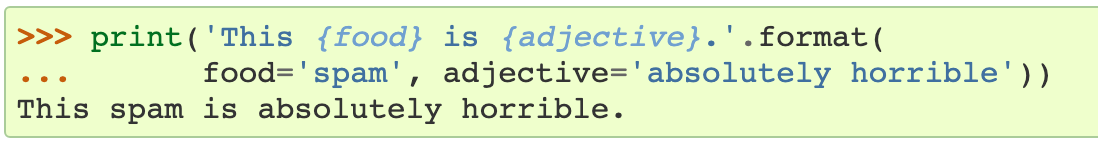 >>> print('This {food} is {adjective}.'.format(
...       food='spam', adjective='absolutely horrible'))
This spam is absolutely horrible.